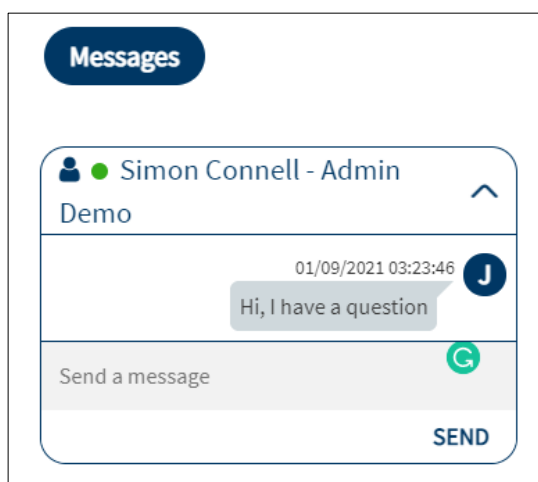 Messages
Simon Connell - Admin
Demo
01/09/2021 03:23:46
J
Hi, I have a question
Send a message
SEND